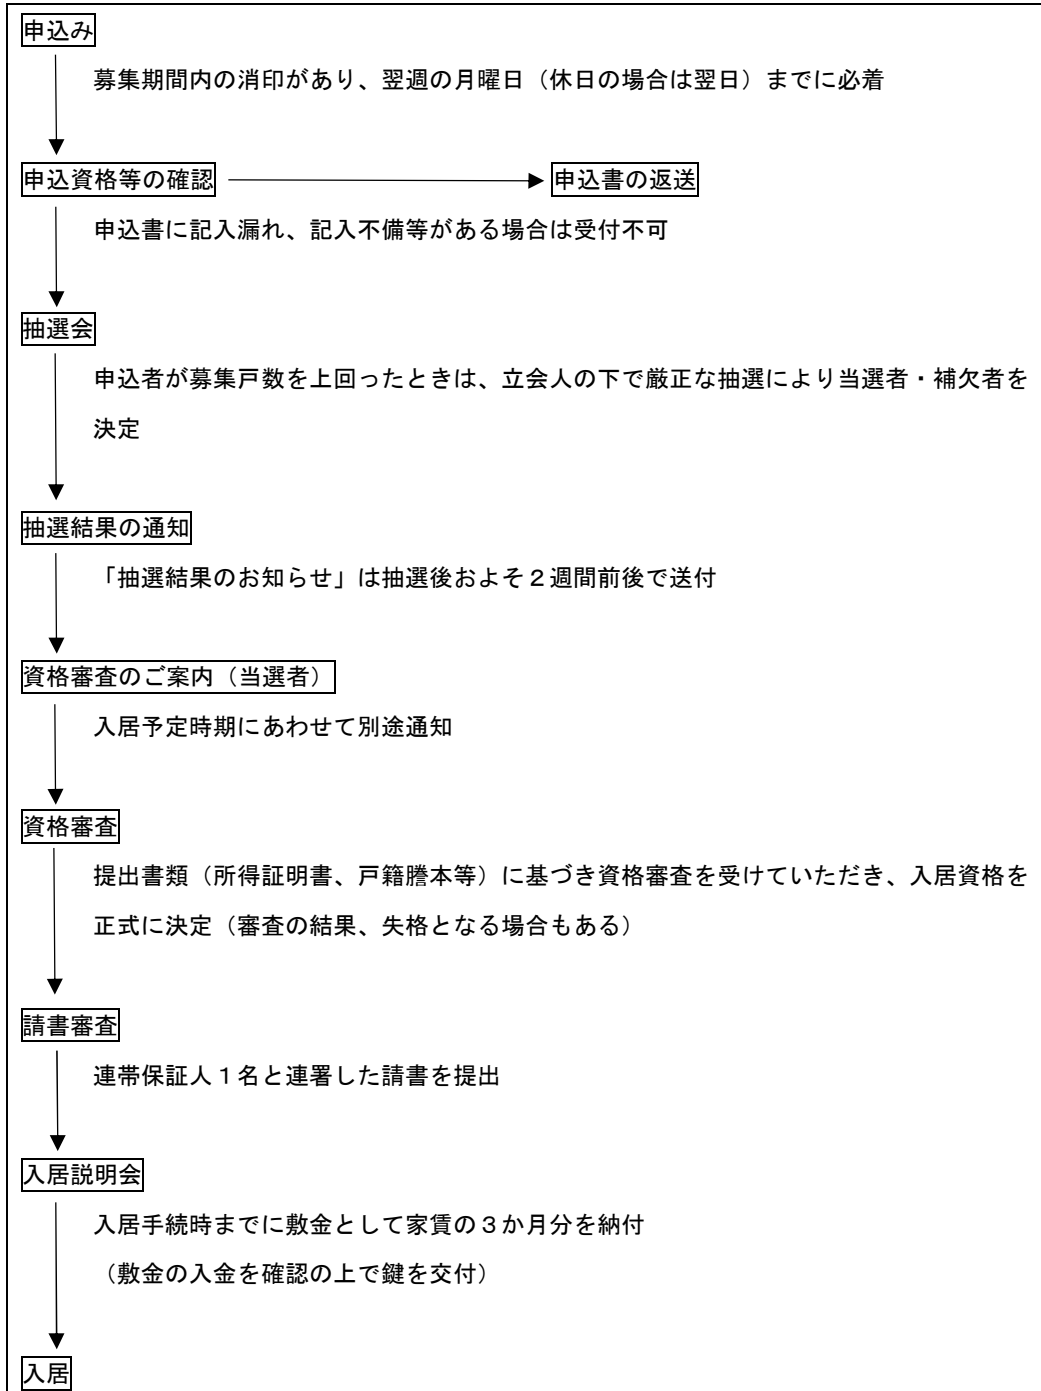 申込み
募集期間内の消印があり、翌週の月曜日（休日の場合は翌日）までに必着
申込資格等の確認
申込書の返送
申込書に記入漏れ、記入不備等がある場合は受付不可
抽選会
申込者が募集戸数を上回ったときは、立会人の下で厳正な抽選により当選者・補欠者を
決定
抽選結果の通知
「抽選結果のお知らせ」は抽選後およそ２週間前後で送付
資格審査のご案内（当選者）
入居予定時期にあわせて別途通知
資格審査
提出書類（所得証明書、戸籍謄本等）に基づき資格審査を受けていただき、入居資格を
正式に決定（審査の結果、失格となる場合もある）
請書審査
連帯保証人１名と連署した請書を提出
入居説明会
入居手続時までに敷金として家賃の３か月分を納付
（敷金の入金を確認の上で鍵を交付）
入居